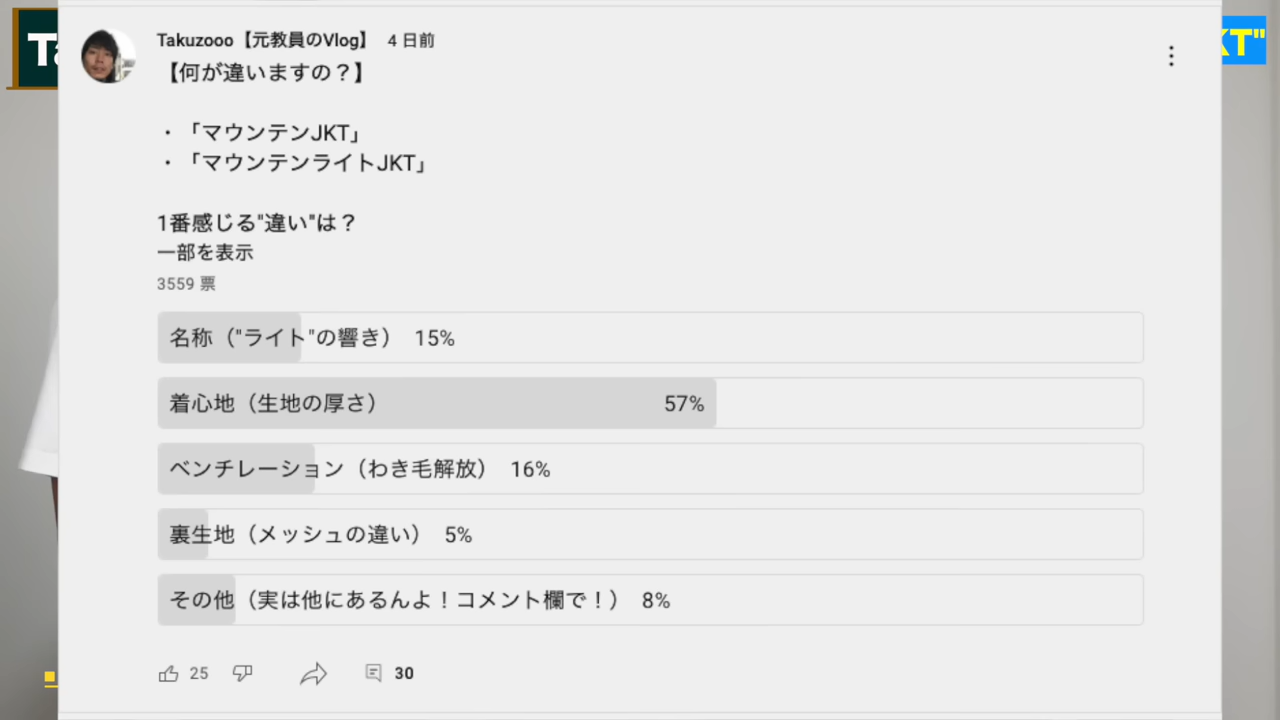 Takuzooo【元教員のVlog】 4 日前
【何が違いますの？】
・「マウンテンJKT」
・「マウンテンライトJKT」
1番感じる"違い"は？
一部を表示
3559 票
名称（"ライト"の響き） 15%
着心地（生地の厚さ） 57%
ベンチレーション（わき毛解放） 16%
裏生地（メッシュの違い） 5%
その他（実は他にあるんよ！コメント欄で！） 8%
25
30